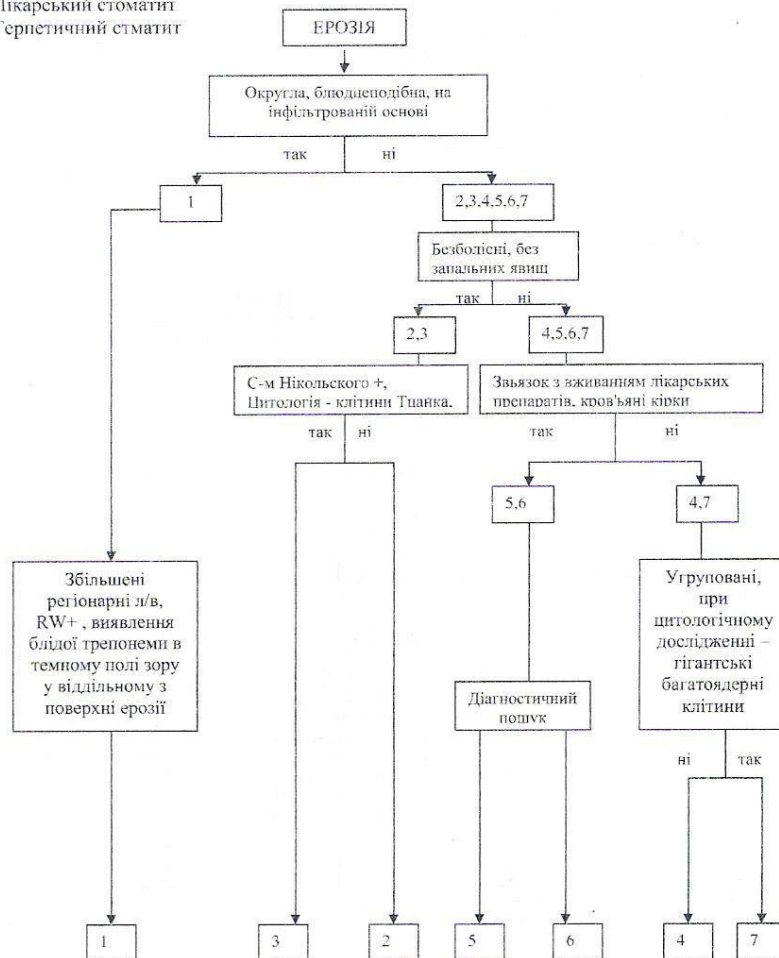 Лікарський стоматит
Герпетичний стматит
ЕРОЗІЯ
Округла, блюдцеподібна, на
інфільтрованій основі
так ні
1
2,3,4,5,6,7
Безболісні, без
запальних явищ
так ні
2,3
4,5,6,7
С-м Нікольского +,
Цитологія - клітини Тцанка.
Звьязок з вживанням лікарських
препаратів, кров'яні кірки
так ні
так ні
5,6
4,7
Збільшені
регіонарні л/в,
RW+ , виявлення
блідої трепонеми в
темному полі зору
у віддільному з
поверхні ерозії
Угруповані,
при
цитологічному
дослідженні –
гігантські
багатоядерні
клітини
Діагностичний
пошук
ні так
1
3
2
5
6
4
7